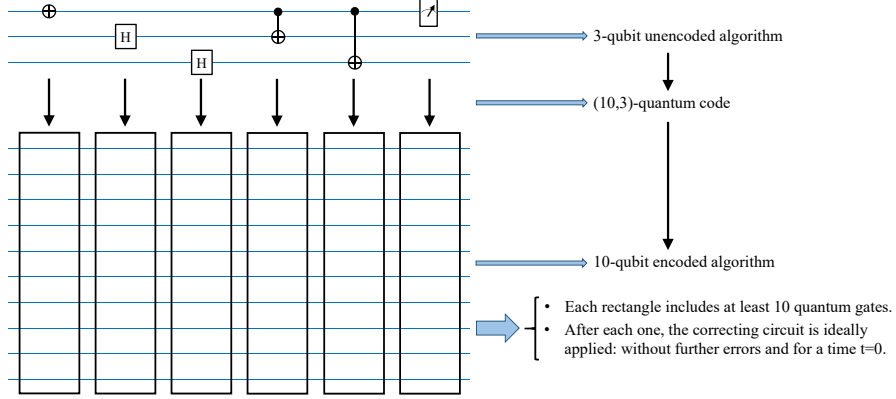 H
3-qubit unencoded algorithm
H
(10,3)-quantum code
10-qubit encoded algorithm
• Each rectangle includes at least 10 quantum gates.
• After each one, the correcting circuit is ideally
applied: without further errors and for a time t=0.